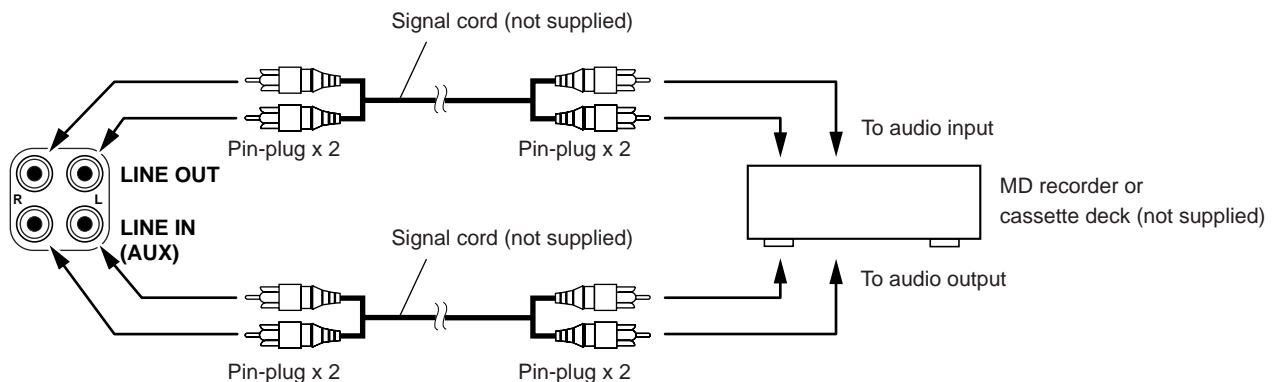 Signal cord (not supplied)
Pin-plug x 2
Pin-plug x 2
To audio input
LINE OUT
R
L
LINE IN
(AUX)
MD recorder or
cassette deck (not supplied)
Signal cord (not supplied)
To audio output
Pin-plug x 2
Pin-plug x 2